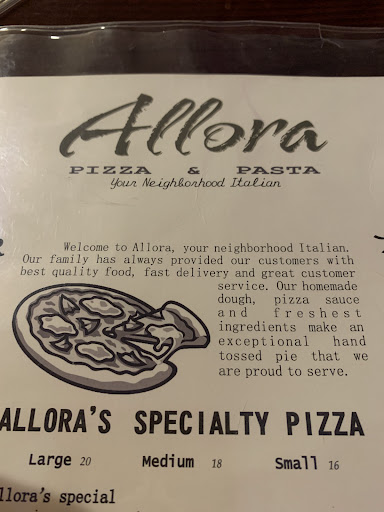 Allora
PIZZA & PASTA
Your Neighborhood Italian
Welcome to Allora, your neighborhood Italian.
Our family has always provided our customers with
best quality food, fast delivery and great customer
service. Our homemade
dough, pizza sauce
and freshest
ingredients make an
exceptional hand
tossed pie that we
are proud to serve.
ALLORA'S SPECIALTY PIZZA
Large 20 Medium 18 Small 16
llora's special